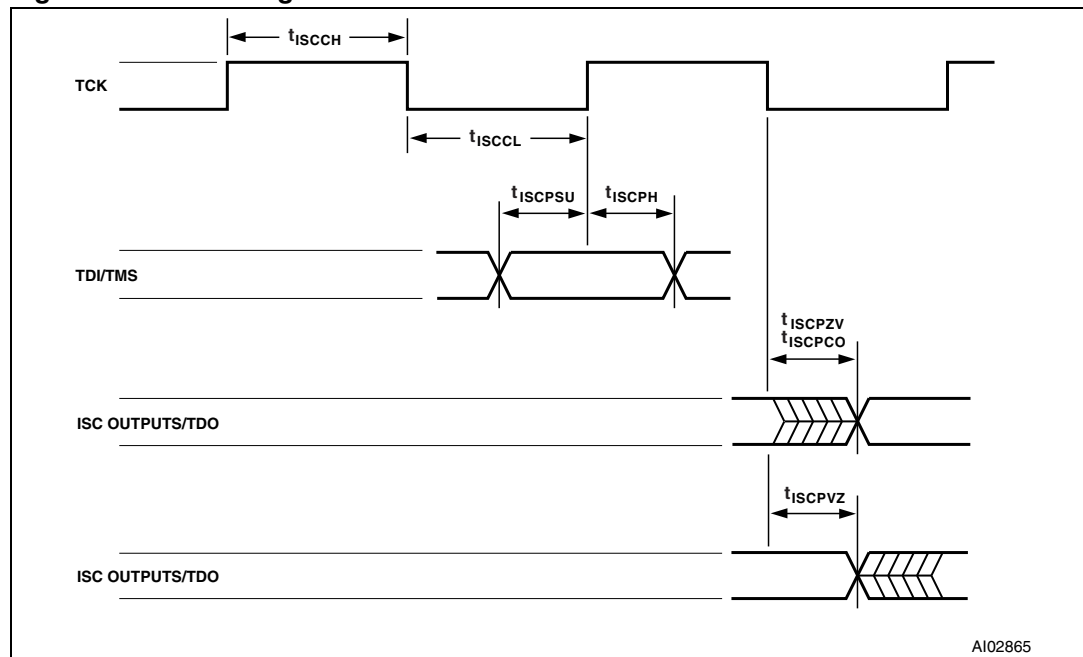 tISCCH
TCK
tISCCL
tISCPSU
tISCPH
TDI/TMS
tISCPZV
tISCPCO
ISC OUTPUTS/TDO
tISCPVZ
ISC OUTPUTS/TDO
AI02865